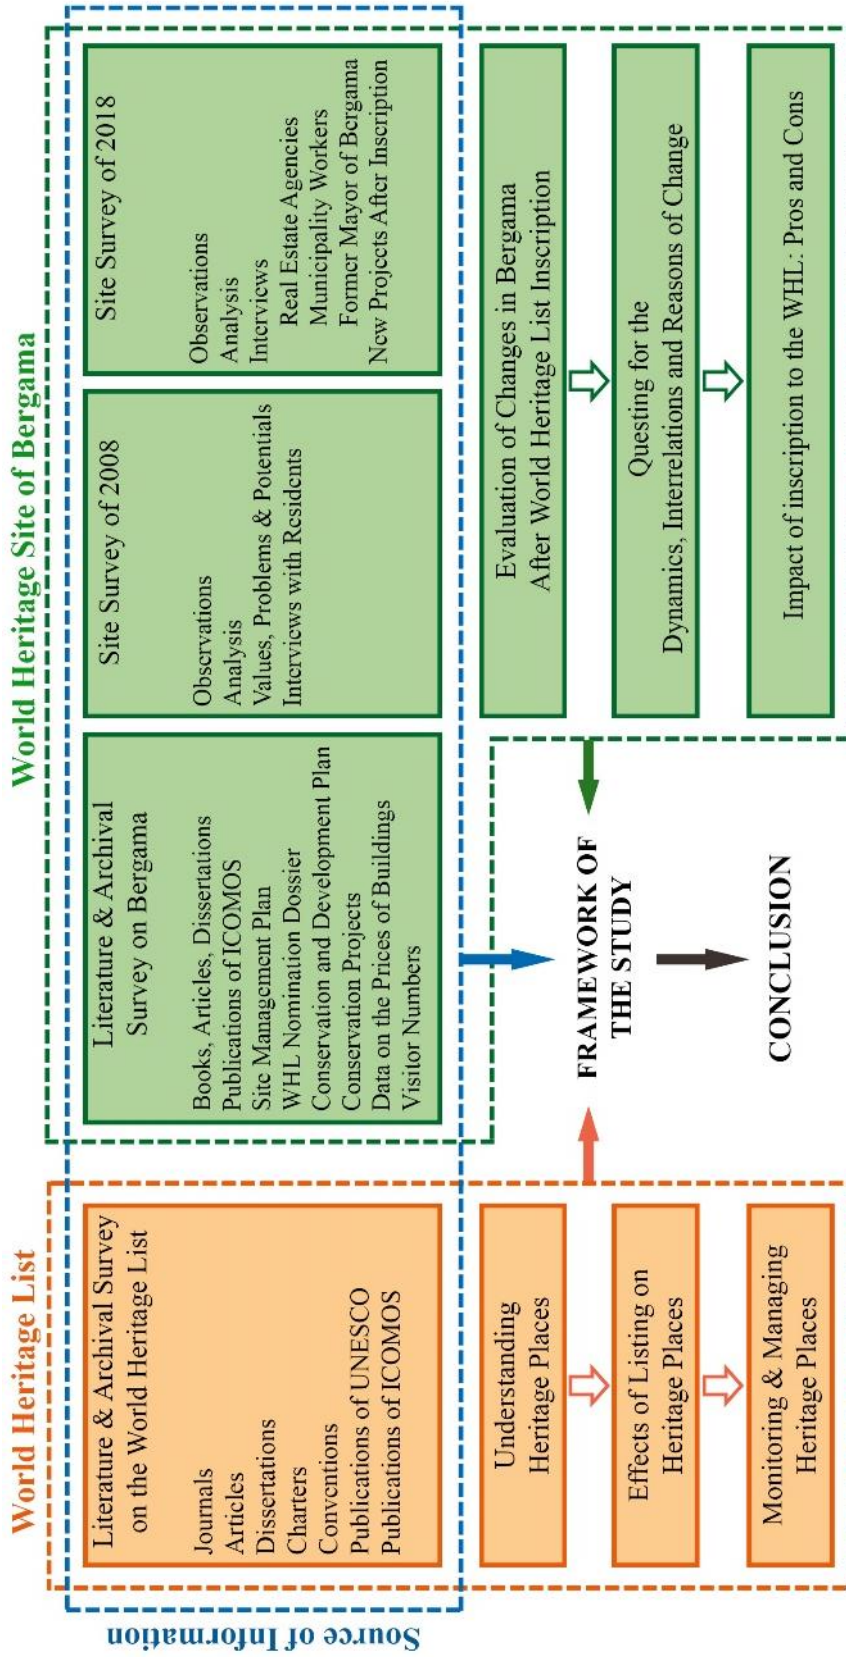 World Heritage List
World Heritage Site of Bergama
Source of Information
Literature & Archival Survey
on the World Heritage List
Journals
Articles
Dissertations
Charters
Conventions
Publications of UNESCO
Publications of ICOMOS
Literature & Archival
Survey on Bergama
Books, Articles, Dissertations
Publications of ICOMOS
Site Management Plan
WHL Nomination Dossier
Conservation and Development Plan
Conservation Projects
Data on the Prices of Buildings
Visitor Numbers
Site Survey of 2008
Observations
Analysis
Values, Problems & Potentials
Interviews with Residents
Site Survey of 2018
Observations
Analysis
Interviews
Real Estate Agencies
Municipality Workers
Former Mayor of Bergama
New Projects After Inscription
Understanding
Heritage Places
Effects of Listing on
Heritage Places
Monitoring & Managing
Heritage Places
FRAMEWORK OF
THE STUDY
CONCLUSION
Evaluation of Changes in Bergama
After World Heritage List Inscription
Questing for the
Dynamics, Interrelations and Reasons of Change
Impact of inscription to the WHL: Pros and Cons